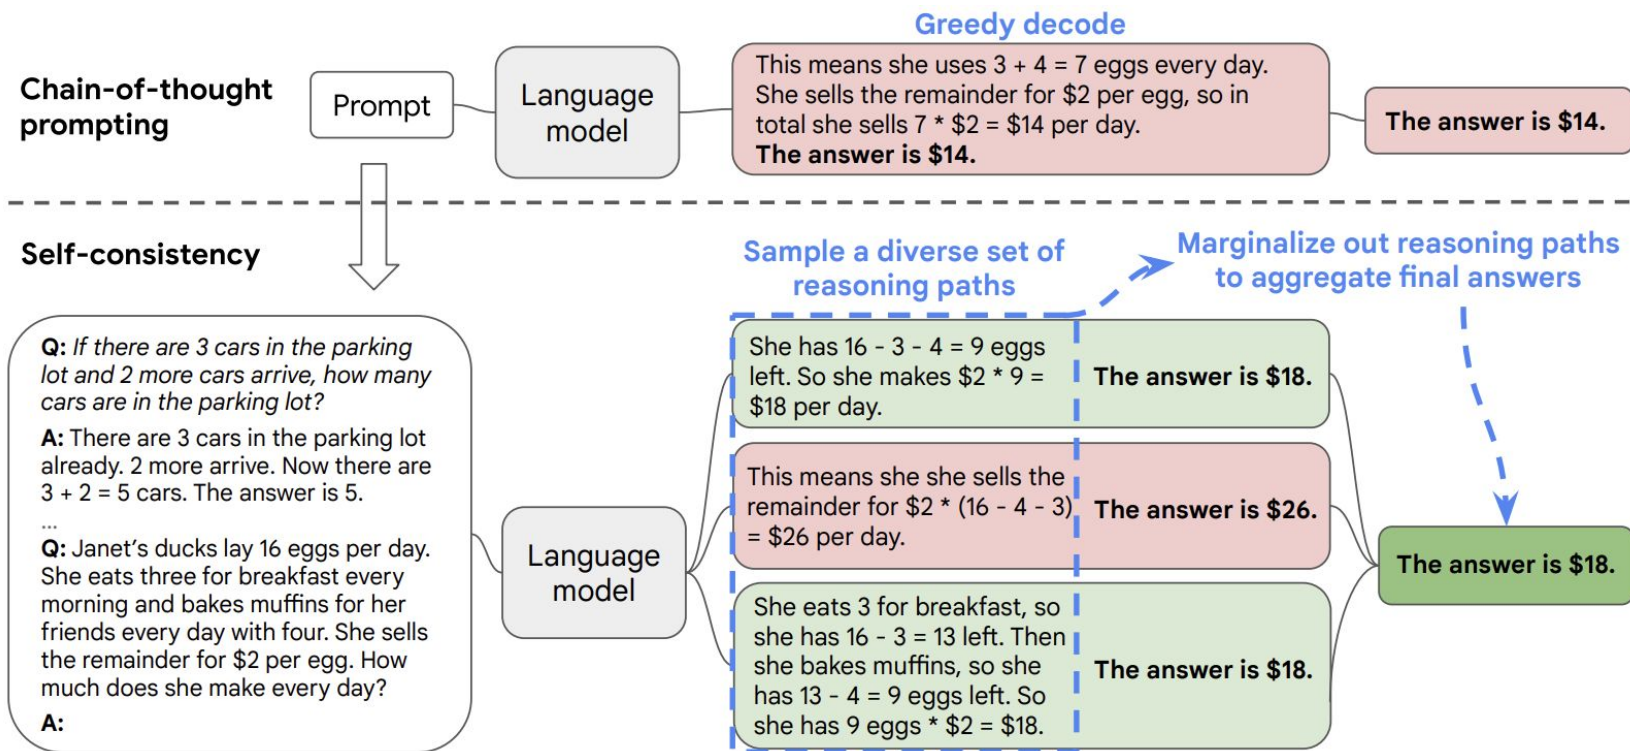 Greedy decode
Chain-of-thought
prompting
Prompt
Language
model
This means she uses 3 + 4 = 7 eggs every day.
She sells the remainder for $2 per egg, so in
total she sells 7 * $2 = $14 per day.
The answer is $14.
The answer is $14.
Self-consistency
Sample a diverse set of
reasoning paths
Marginalize out reasoning paths
to aggregate final answers
Q: If there are 3 cars in the parking
lot and 2 more cars arrive, how many
cars are in the parking lot?
A: There are 3 cars in the parking lot
already. 2 more arrive. Now there are
3 + 2 = 5 cars. The answer is 5.
...
Q: Janet’s ducks lay 16 eggs per day.
She eats three for breakfast every
morning and bakes muffins for her
friends every day with four. She sells
the remainder for $2 per egg. How
much does she make every day?
A:
Language
model
She has 16 - 3 - 4 = 9 eggs
left. So she makes $2 * 9 =
$18 per day.
The answer is $18.
This means she she sells the
remainder for $2 * (16 - 4 - 3)
= $26 per day.
The answer is $26.
She eats 3 for breakfast, so
she has 16 - 3 = 13 left. Then
she bakes muffins, so she
has 13 - 4 = 9 eggs left. So
she has 9 eggs * $2 = $18.
The answer is $18.
The answer is $18.